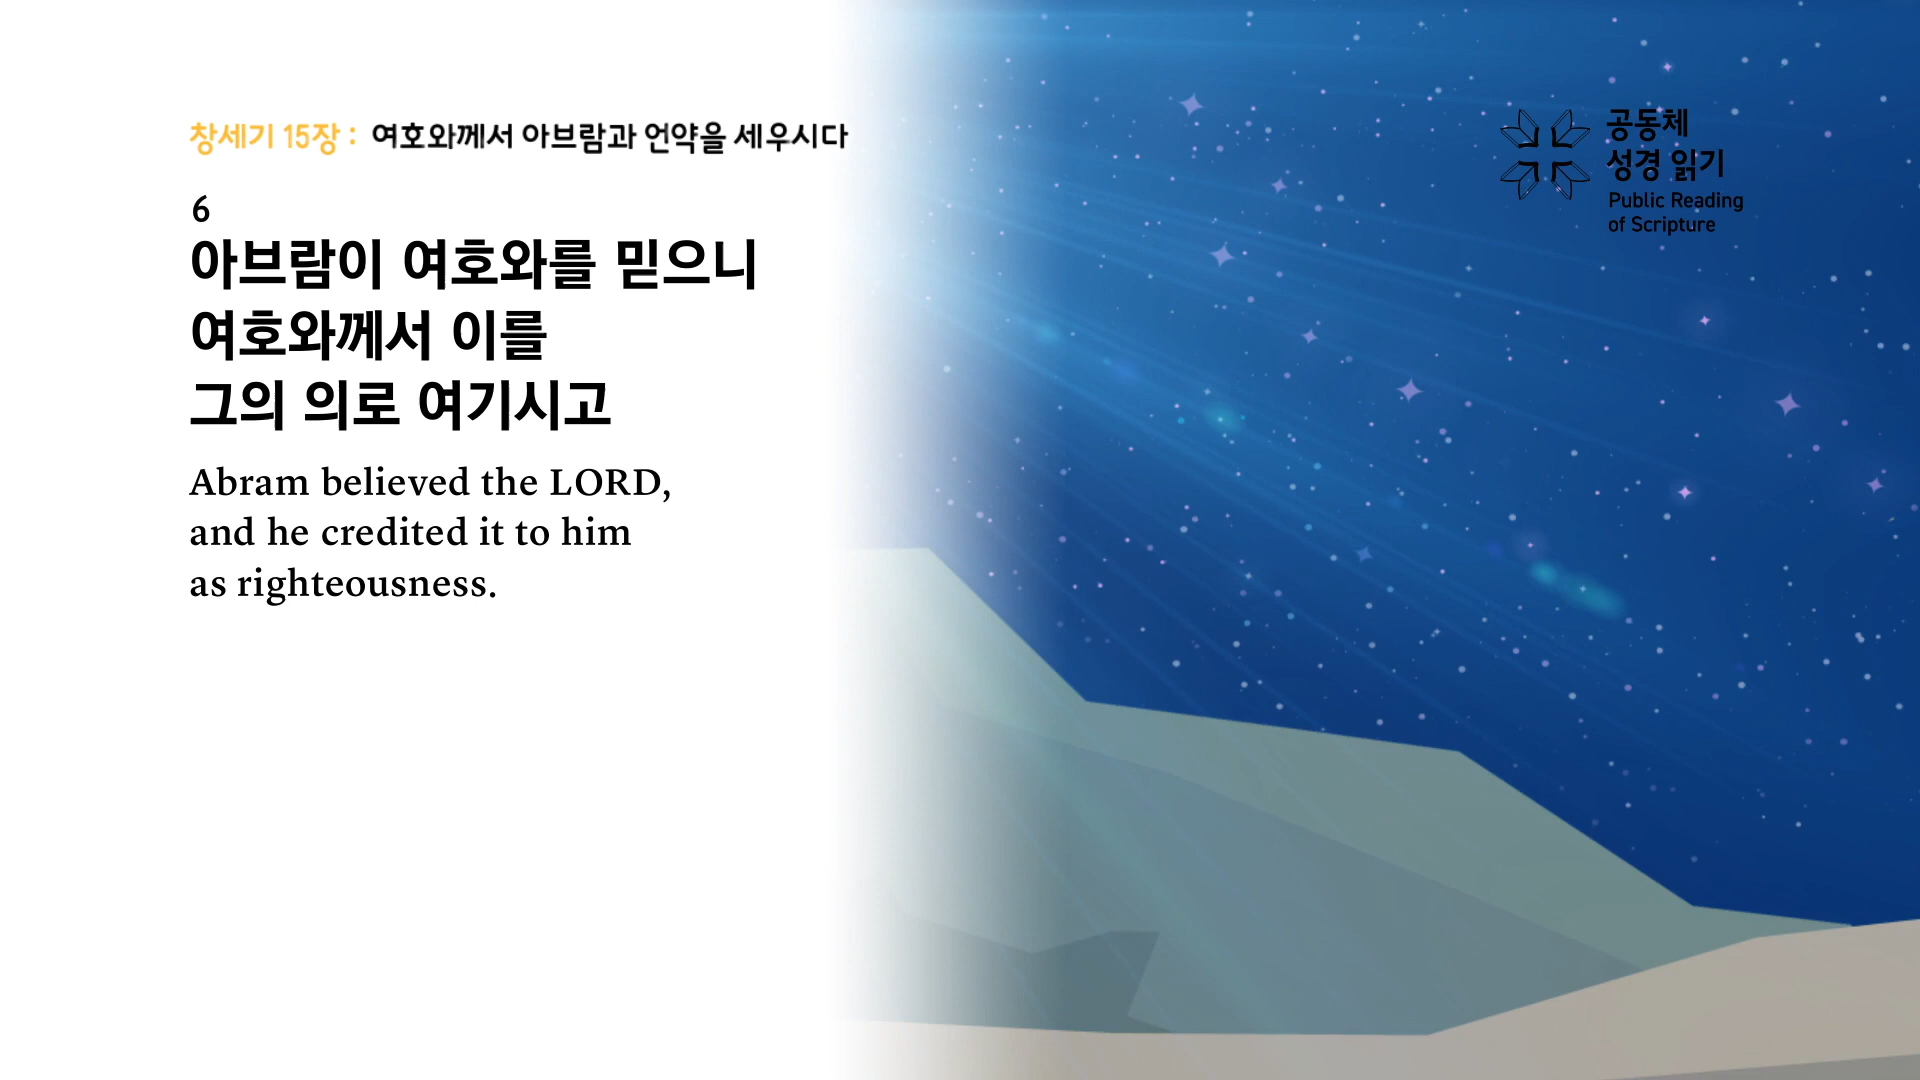 창세기 15장 : 여호와께서 아브람과 언약을 세우시다
공동체
성경 읽기
Public Reading
of Scripture
6
아브람이 여호와를 믿으니
여호와께서 이를
그의 의로 여기시고
Abram believed the LORD,
and he credited it to him
as righteousness.